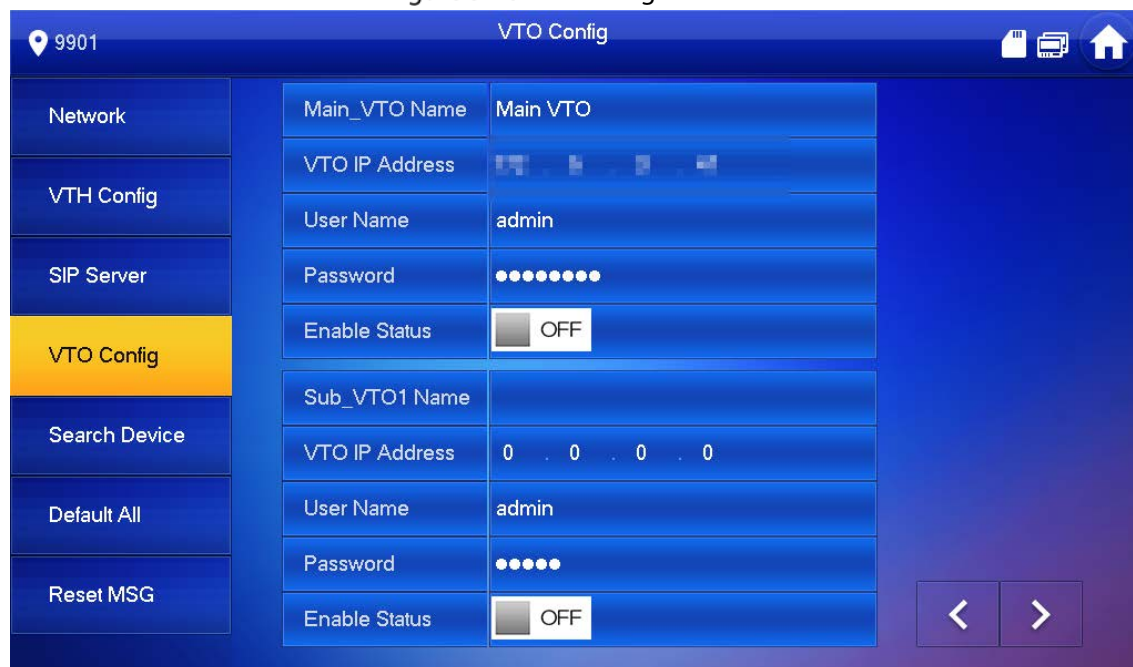 VTO Config
9901
Network
VTH Config
SIP Server
VTO Config
Search Device
Default All
Reset MSG
Main_VTO Name Main VTO
VTO IP Address
User Name admin
Password ●●●●●●●●
Enable Status OFF
Sub_VTO1 Name
VTO IP Address 0 . 0 . 0 . 0
User Name admin
Password ●●●●●
Enable Status OFF